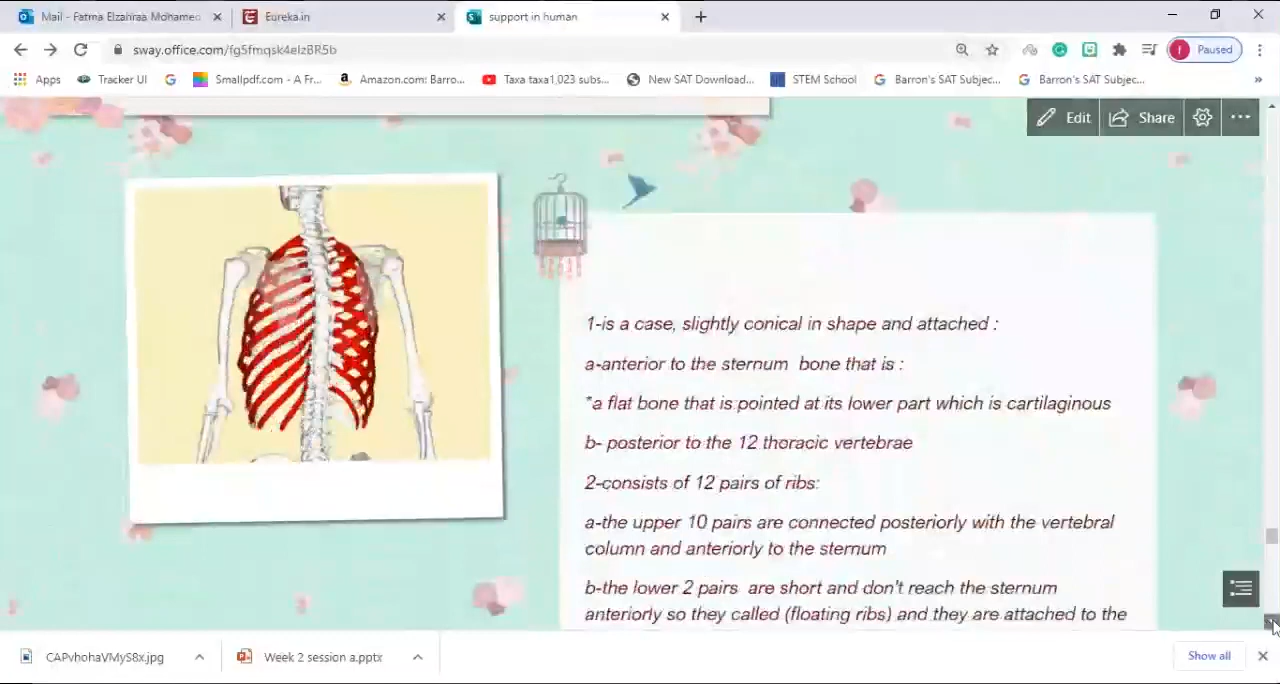 Mail - Fatma Elzahraa Mohamed
Eureka.in
support in human
sway.office.com/fg5fmqsk4elzBR5b
Paused
Apps
Tracker UI
Smallpdf.com - A Fr...
Amazon.com: Barro...
Taxa taxa1,023 subs...
New SAT Download...
STEM School
Barron's SAT Subjec...
Barron's SAT Subjec...
Edit
Share
1-is a case, slightly conical in shape and attached :
a-anterior to the sternum bone that is :
*a flat bone that is pointed at its lower part which is cartilaginous
b- posterior to the 12 thoracic vertebrae
2-consists of 12 pairs of ribs:
a-the upper 10 pairs are connected posteriorly with the vertebral
column and anteriorly to the sternum
b-the lower 2 pairs are short and don't reach the sternum
anteriorly so they called (floating ribs) and they are attached to the
CAPvhohaVMyS8x.jpg
Week 2 session a.pptx
Show all